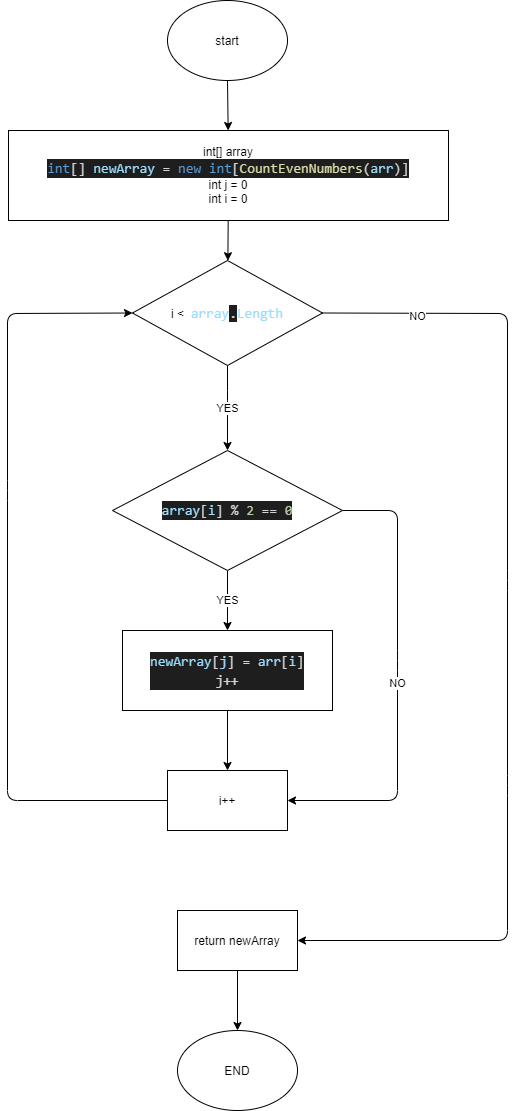 start
int[] array
int[] newArray = new int[CountEvenNumbers(arr)]
int j = 0
int i = 0
i < array.Length
NO
YES
array[i] % 2 == 0
YES
newArray[j] = arr[i]
j++
NO
i++
return newArray
END